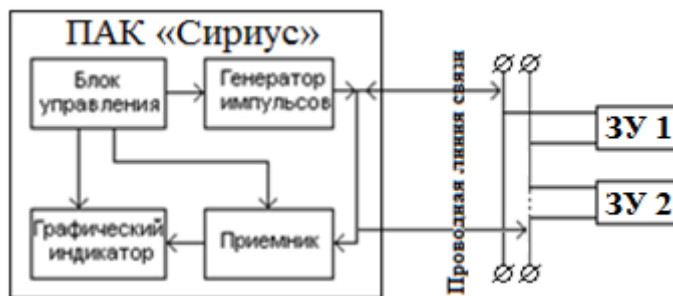 ПАК «Сириус»
Блок
управления
Генератор
импульсов
Графический
индикатор
Приемник
Проводная линия связи
ЗУ 1
ЗУ 2